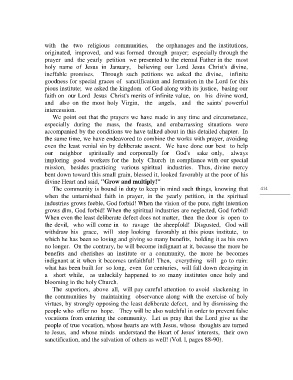 with the two religious communities, the orphanages and the institutions,
originated, improved, and was formed through prayer; especially through the
prayer and the yearly petition we presented to the eternal Father in the most
holy name of Jesus in January, believing our Lord Jesus Christ's divine,
ineffable promises. Through such petitions we asked the divine, infinite
goodness for special graces of sanctification and formation in the Lord for this
pious institute; we asked the kingdom of God along with its justice, basing our
faith on our Lord Jesus Christ's merits of infinite value, on his divine word,
and also on the most holy Virgin, the angels, and the saints' powerful
intercession.
We point out that the prayers we have made in any time and circumstance,
especially during the mass, the feasts, and embarrassing situations were
accompanied by the conditions we have talked about in this detailed chapter. In
the same time, we have endeavored to combine the works with prayer, avoiding
even the least venial sin by deliberate assent. We have done our best to help
our neighbor spiritually and corporeally for God's sake only, always
imploring good workers for the holy Church in compliance with our special
mission, besides practicing various spiritual industries. Thus, divine mercy
bent down toward this small grain, blessed it, looked favorably at the poor of his
divine Heart and said, "Grow and multiply!"
The community is bound in duty to keep in mind such things, knowing that
when the untarnished faith in prayer, in the yearly petition, in the spiritual
industries grows feeble, God forbid! When the vision of the pure, right intention
grows dim, God forbid! When the spiritual industries are neglected, God forbid!
When even the least deliberate defect does not matter, then the door is open to
the devil, who will come in to ravage the sheepfold! Disgusted, God will
withdraw his grace, will stop looking favorably at this pious institute, to
which he has been so loving and giving so many benefits, holding it as his own
no longer. On the contrary, he will become indignant at it, because the more he
benefits and cherishes an institute or a community, the more he becomes
indignant at it when it becomes unfaithful! Then, everything will go to ruin;
what has been built for so long, even for centuries, will fall down decaying in
a short while, as unluckily happened to so many institutes once holy and
blooming in the holy Church.
The superiors, above all, will pay careful attention to avoid slackening in
the communities by maintaining observance along with the exercise of holy
virtues, by strongly opposing the least deliberate defect, and by dismissing the
people who offer no hope. They will be also watchful in order to prevent false
vocations from entering the community. Let us pray that the Lord give us the
people of true vocation, whose hearts are with Jesus, whose thoughts are turned
to Jesus, and whose minds understand the Heart of Jesus' interests, their own
sanctification, and the salvation of others as well! (Vol. I, pages 88-90).